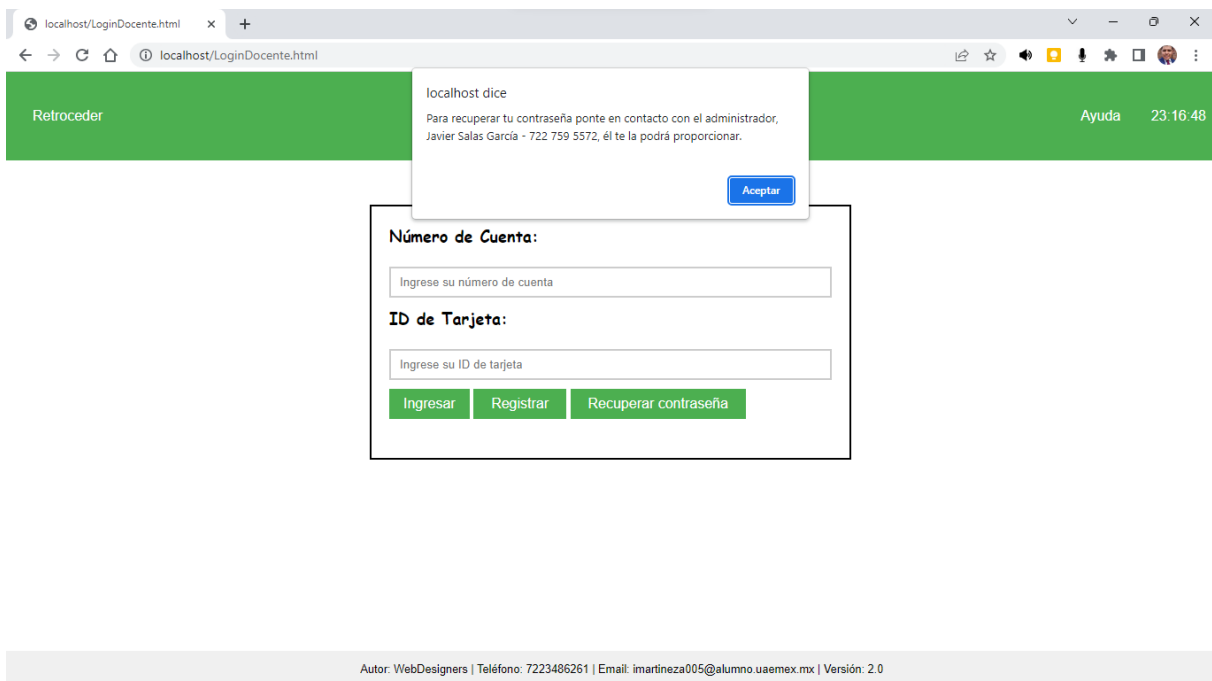 localhost/LoginDocente.html
localhost/LoginDocente.html
localhost dice
Para recuperar tu contraseña ponte en contacto con el administrador,
Javier Salas García - 722 759 5572, él te la podrá proporcionar.
Aceptar
Retroceder
Ayuda
23:16:48
Número de Cuenta:
Ingrese su número de cuenta
ID de Tarjeta:
Ingrese su ID de tarjeta
Ingresar Registrar Recuperar contraseña
Autor: WebDesigners | Teléfono: 7223486261 | Email: imartineza005@alumno.uaemex.mx | Versión: 2.0